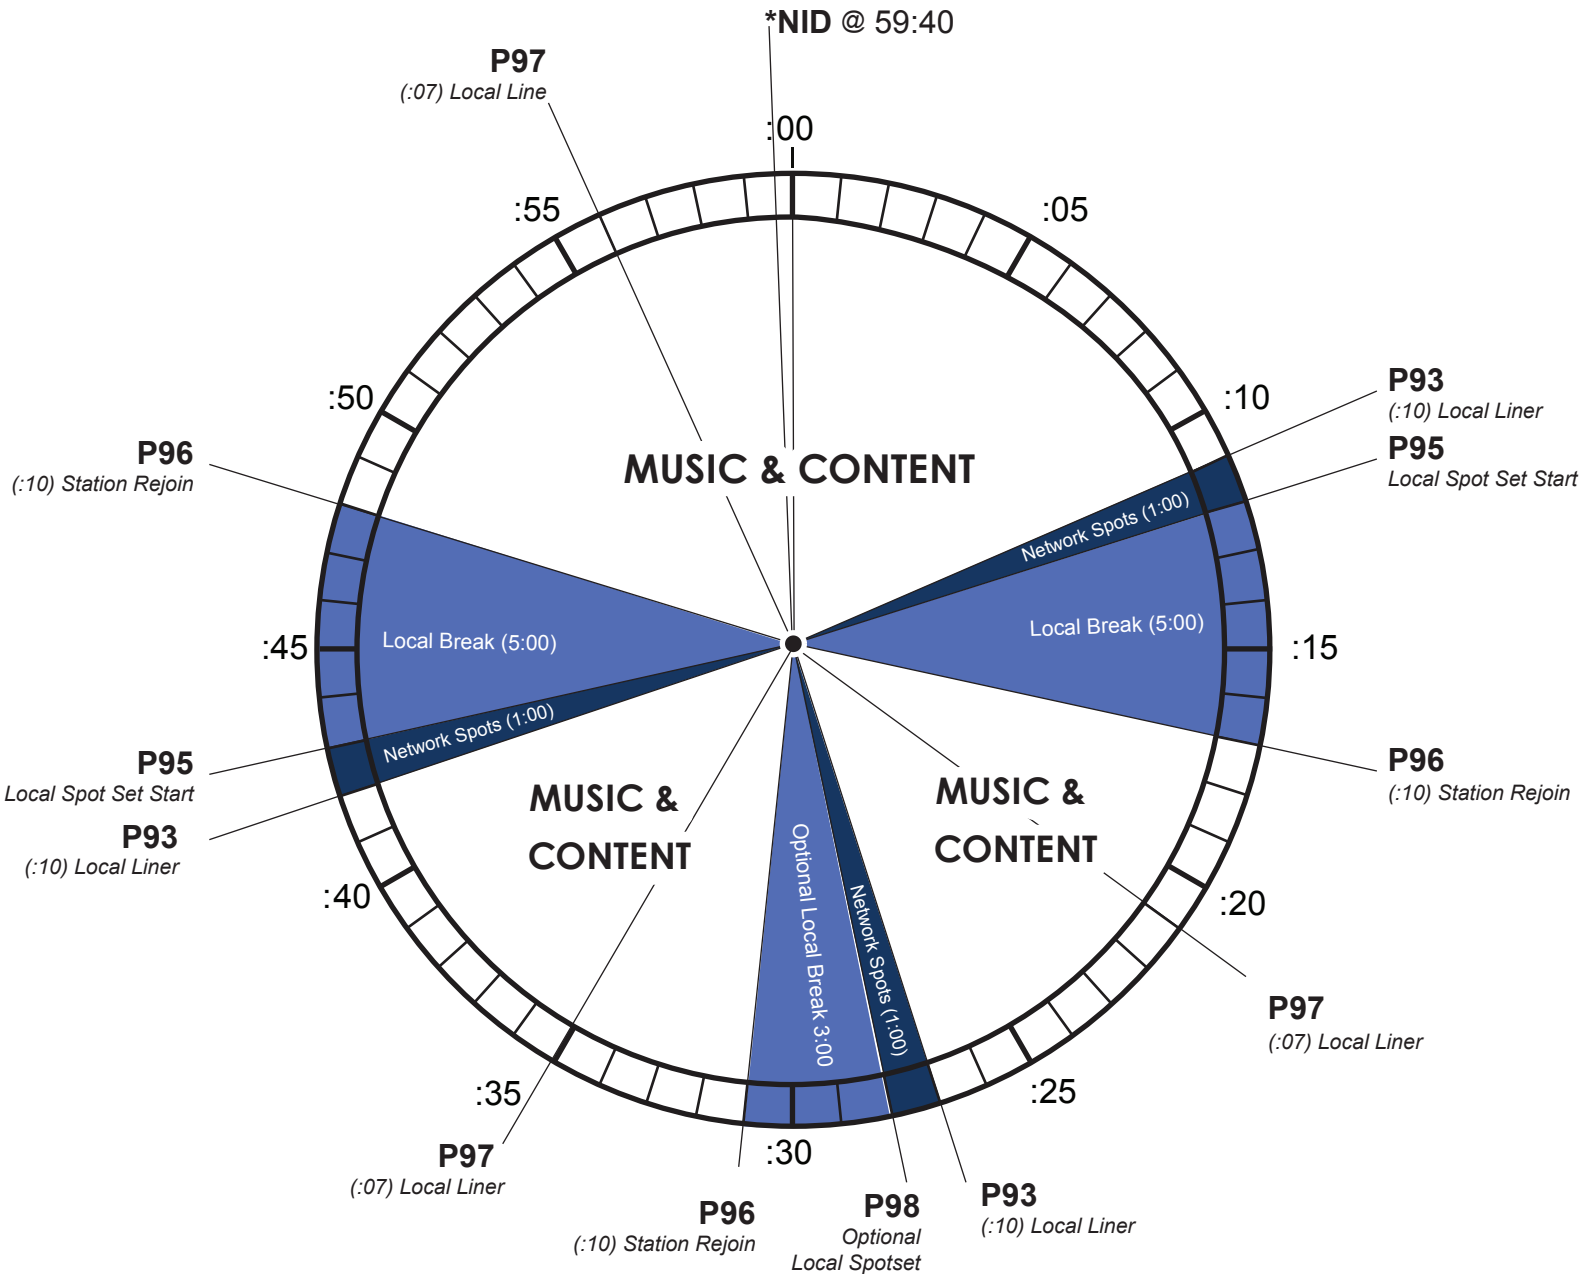 *NID @ 59:40
P97
(:07) Local Line
:00
:55
:05
:50
:10
P93
(:10) Local Liner
P95
Local Spot Set Start
P96
(:10) Station Rejoin
MUSIC & CONTENT
Network Spots (1:00)
Local Break (5:00)
Local Break (5:00)
:45
:15
Network Spots (1:00)
P95
Local Spot Set Start
P96
(:10) Station Rejoin
MUSIC &
CONTENT
MUSIC &
CONTENT
P93
(:10) Local Liner
Optional Local Break 3:00
Network Spots (1:00)
:40
:20
P97
(:07) Local Liner
:35
:25
:30
P97
(:07) Local Liner
P96
(:10) Station Rejoin
P98
Optional
Local Spotset
P93
(:10) Local Liner